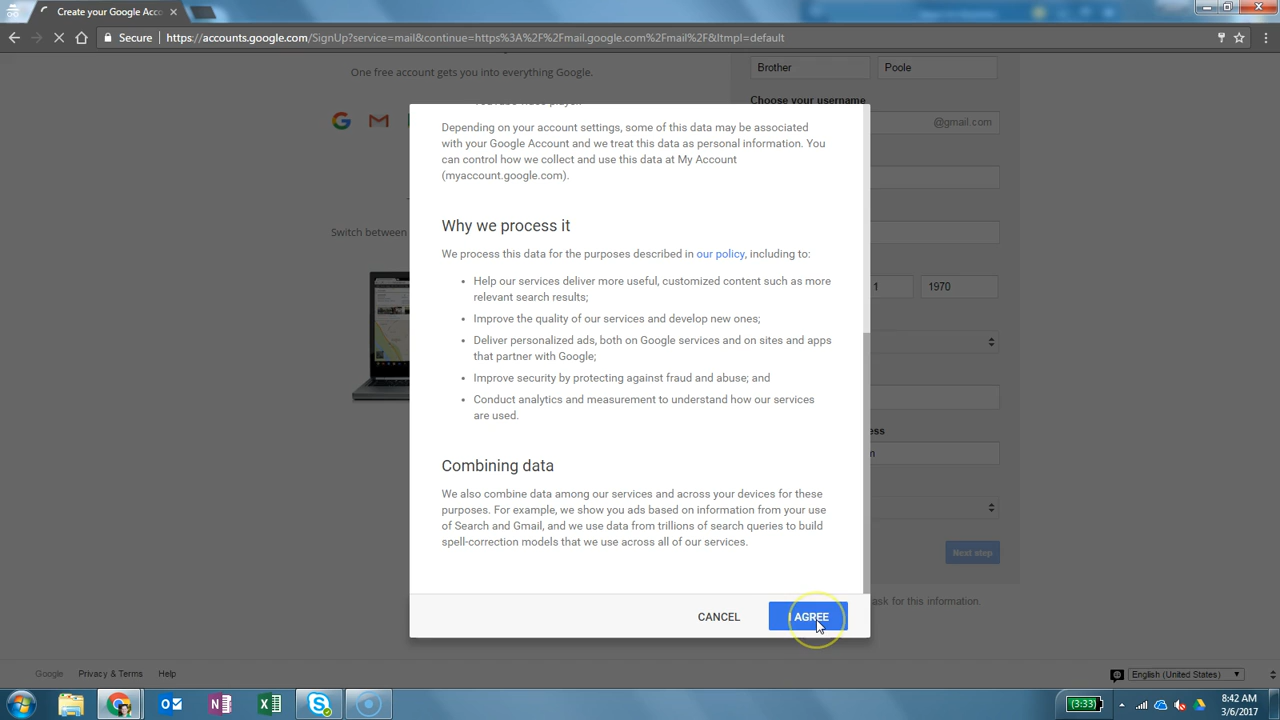 Create your Google Acco
Secure
https://accounts.google.com/SignUp?service=mail&continue=https%3A%2F%2Fmail.google.com%2Fmail%2F&ltmpl=default
One free account gets you into everything Google.
Brother
Poole
Choose your username
@gmail.com
Depending on your account settings, some of this data may be associated
with your Google Account and we treat this data as personal information. You
can control how we collect and use this data at My Account
(myaccount.google.com).
Switch between
Why we process it
We process this data for the purposes described in our policy, including to:
• Help our services deliver more useful, customized content such as more
relevant search results;
1
1970
• Improve the quality of our services and develop new ones;
• Deliver personalized ads, both on Google services and on sites and apps
that partner with Google;
• Improve security by protecting against fraud and abuse; and
• Conduct analytics and measurement to understand how our services
are used.
ess
m
Combining data
We also combine data among our services and across your devices for these
purposes. For example, we show you ads based on information from your use
of Search and Gmail, and we use data from trillions of search queries to build
spell-correction models that we use across all of our services.
Next step
ask for this information.
CANCEL
I AGREE
Google
Privacy & Terms
Help
English (United States)
(3:33)
8:42 AM
3/6/2017